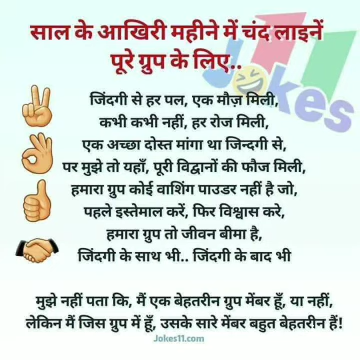 साल के आखिरी महीने में चंद लाइनें
पूरे ग्रुप के लिए..
जिंदगी से हर पल, एक मौज़ मिली,
कभी कभी नहीं, हर रोज मिली,
एक अच्छा दोस्त मांगा था जिन्दगी से,
पर मुझे तो यहाँ, पूरी विद्वानों की फौज मिली,
हमारा ग्रुप कोई वाशिंग पाउडर नहीं है जो,
पहले इस्तेमाल करें, फिर विश्वास करे,
हमारा ग्रुप तो जीवन बीमा है,
जिंदगी के साथ भी.. जिंदगी के बाद भी
मुझे नहीं पता कि, मैं एक बेहतरीन ग्रुप मेंबर हूँ, या नहीं,
लेकिन मैं जिस ग्रुप में हूँ, उसके सारे मेंबर बहुत बेहतरीन हैं!
Jokes11.com
11
Jokes